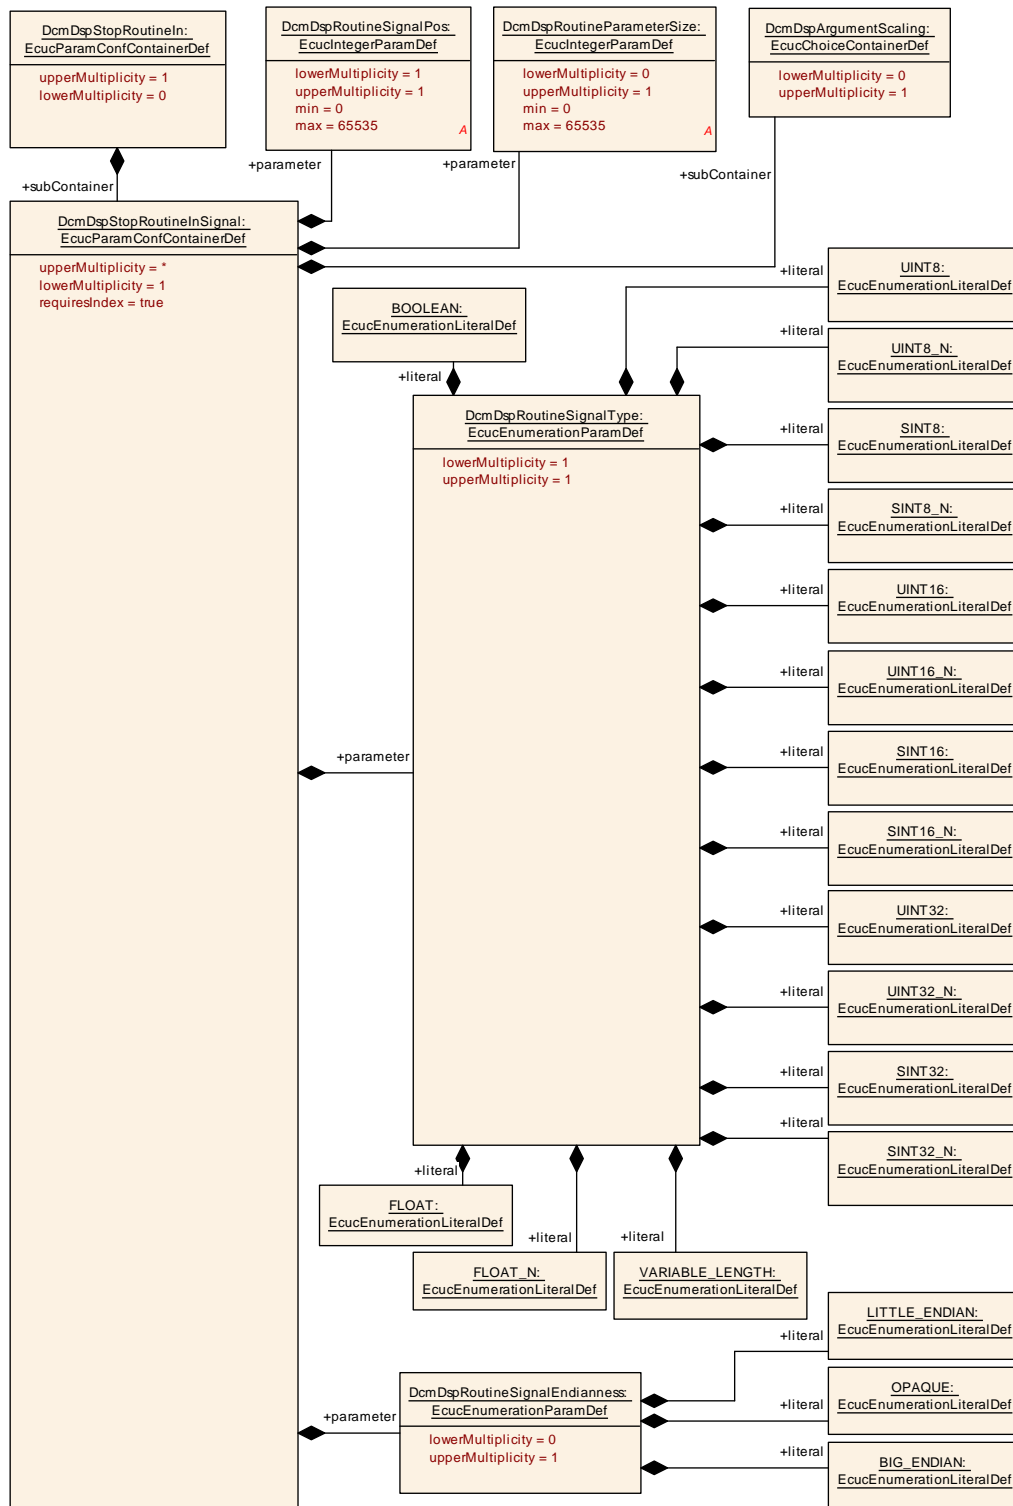 DcmDspStopRoutineIn:
EcucParamConfContainerDef
upperMultiplicity = 1
lowerMultiplicity = 0
DcmDspRoutineSignalPos:
EcucIntegerParamDef
lowerMultiplicity = 1
upperMultiplicity = 1
min = 0
max = 65535
A
DcmDspRoutineParameterSize:
EcucIntegerParamDef
lowerMultiplicity = 0
upperMultiplicity = 1
min = 0
max = 65535
A
DcmDspArgumentScaling:
EcucChoiceContainerDef
lowerMultiplicity = 0
upperMultiplicity = 1
+subContainer
+parameter
+parameter
+subContainer
DcmDspStopRoutineInSignal:
EcucParamConfContainerDef
upperMultiplicity = *
lowerMultiplicity = 1
requiresIndex = true
BOOLEAN:
EcucEnumerationLiteralDef
+literal
DcmDspRoutineSignalType:
EcucEnumerationParamDef
lowerMultiplicity = 1
upperMultiplicity = 1
+parameter
+literal
UINT8:
EcucEnumerationLiteralDef
+literal
UINT8_N:
EcucEnumerationLiteralDef
+literal
SINT8:
EcucEnumerationLiteralDef
+literal
SINT8_N:
EcucEnumerationLiteralDef
+literal
UINT16:
EcucEnumerationLiteralDef
+literal
UINT16_N:
EcucEnumerationLiteralDef
+literal
SINT16:
EcucEnumerationLiteralDef
+literal
SINT16_N:
EcucEnumerationLiteralDef
+literal
UINT32:
EcucEnumerationLiteralDef
+literal
UINT32_N:
EcucEnumerationLiteralDef
+literal
SINT32:
EcucEnumerationLiteralDef
+literal
SINT32_N:
EcucEnumerationLiteralDef
+literal
FLOAT:
EcucEnumerationLiteralDef
+literal
FLOAT_N:
EcucEnumerationLiteralDef
+literal
VARIABLE_LENGTH:
EcucEnumerationLiteralDef
+parameter
DcmDspRoutineSignalEndianness:
EcucEnumerationParamDef
lowerMultiplicity = 0
upperMultiplicity = 1
+literal
LITTLE_ENDIAN:
EcucEnumerationLiteralDef
+literal
OPAQUE:
EcucEnumerationLiteralDef
+literal
BIG_ENDIAN:
EcucEnumerationLiteralDef